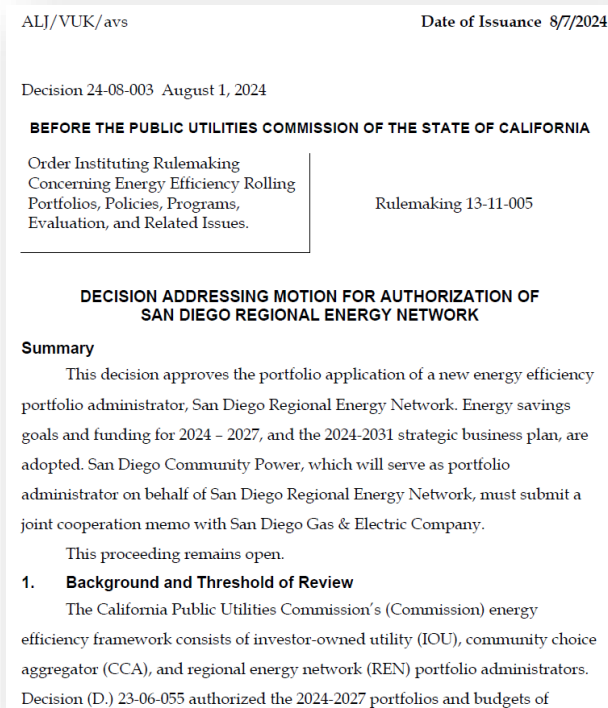 ALJ/VUK/avs Date of Issuance 8/7/2024
Decision 24-08-003 August 1, 2024
BEFORE THE PUBLIC UTILITIES COMMISSION OF THE STATE OF CALIFORNIA
Order Instituting Rulemaking
Concerning Energy Efficiency Rolling
Portfolios, Policies, Programs,
Evaluation, and Related Issues.
Rulemaking 13-11-005
DECISION ADDRESSING MOTION FOR AUTHORIZATION OF
SAN DIEGO REGIONAL ENERGY NETWORK
Summary
This decision approves the portfolio application of a new energy efficiency
portfolio administrator, San Diego Regional Energy Network. Energy savings
goals and funding for 2024 – 2027, and the 2024-2031 strategic business plan, are
adopted. San Diego Community Power, which will serve as portfolio
administrator on behalf of San Diego Regional Energy Network, must submit a
joint cooperation memo with San Diego Gas & Electric Company.
This proceeding remains open.
1. Background and Threshold of Review
The California Public Utilities Commission's (Commission) energy
efficiency framework consists of investor-owned utility (IOU), community choice
aggregator (CCA), and regional energy network (REN) portfolio administrators.
Decision (D.) 23-06-055 authorized the 2024-2027 portfolios and budgets of